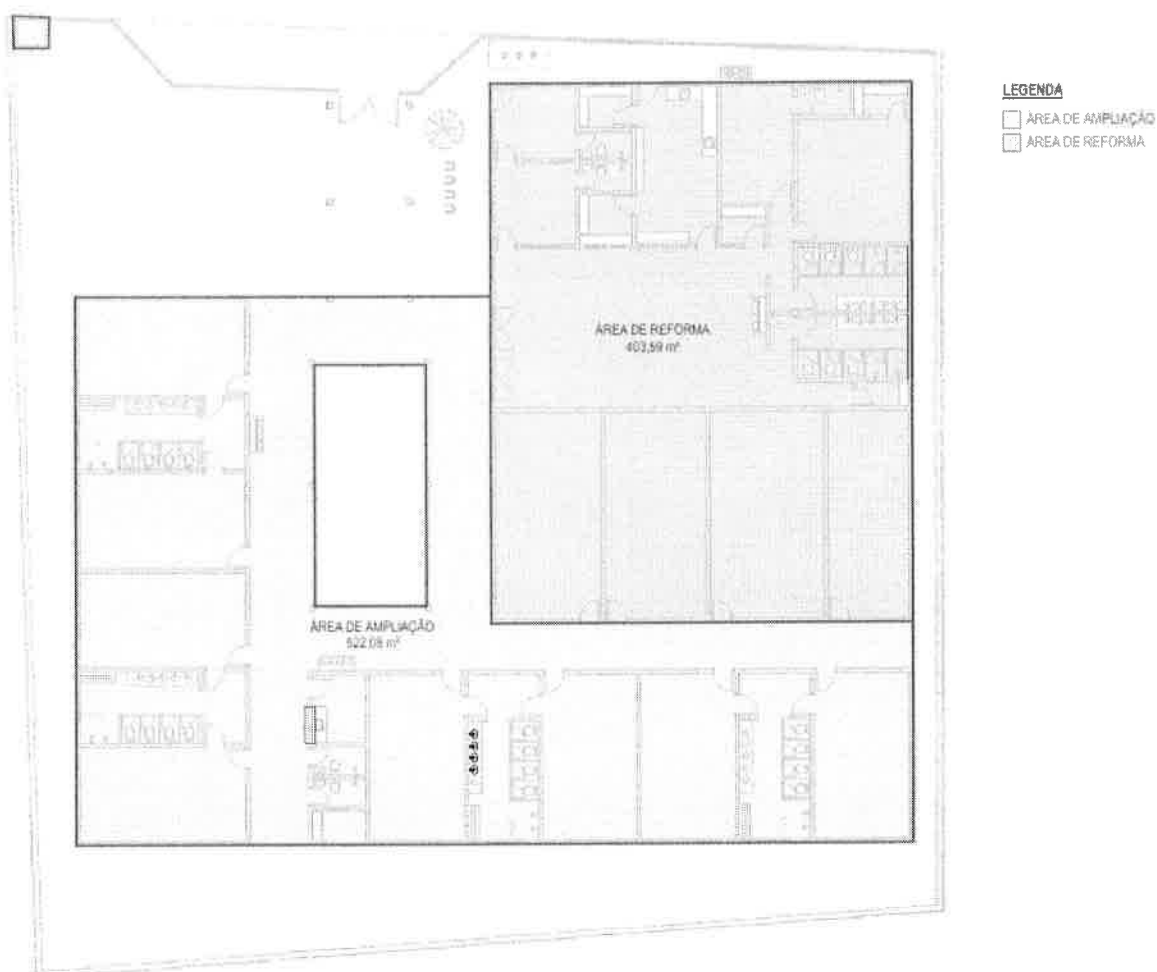 LEGENDA
ÁREA DE AMPLIAÇÃO
ÁREA DE REFORMA
ÁREA DE REFORMA
403,59 m²
ÁREA DE AMPLIAÇÃO
522,08 m²